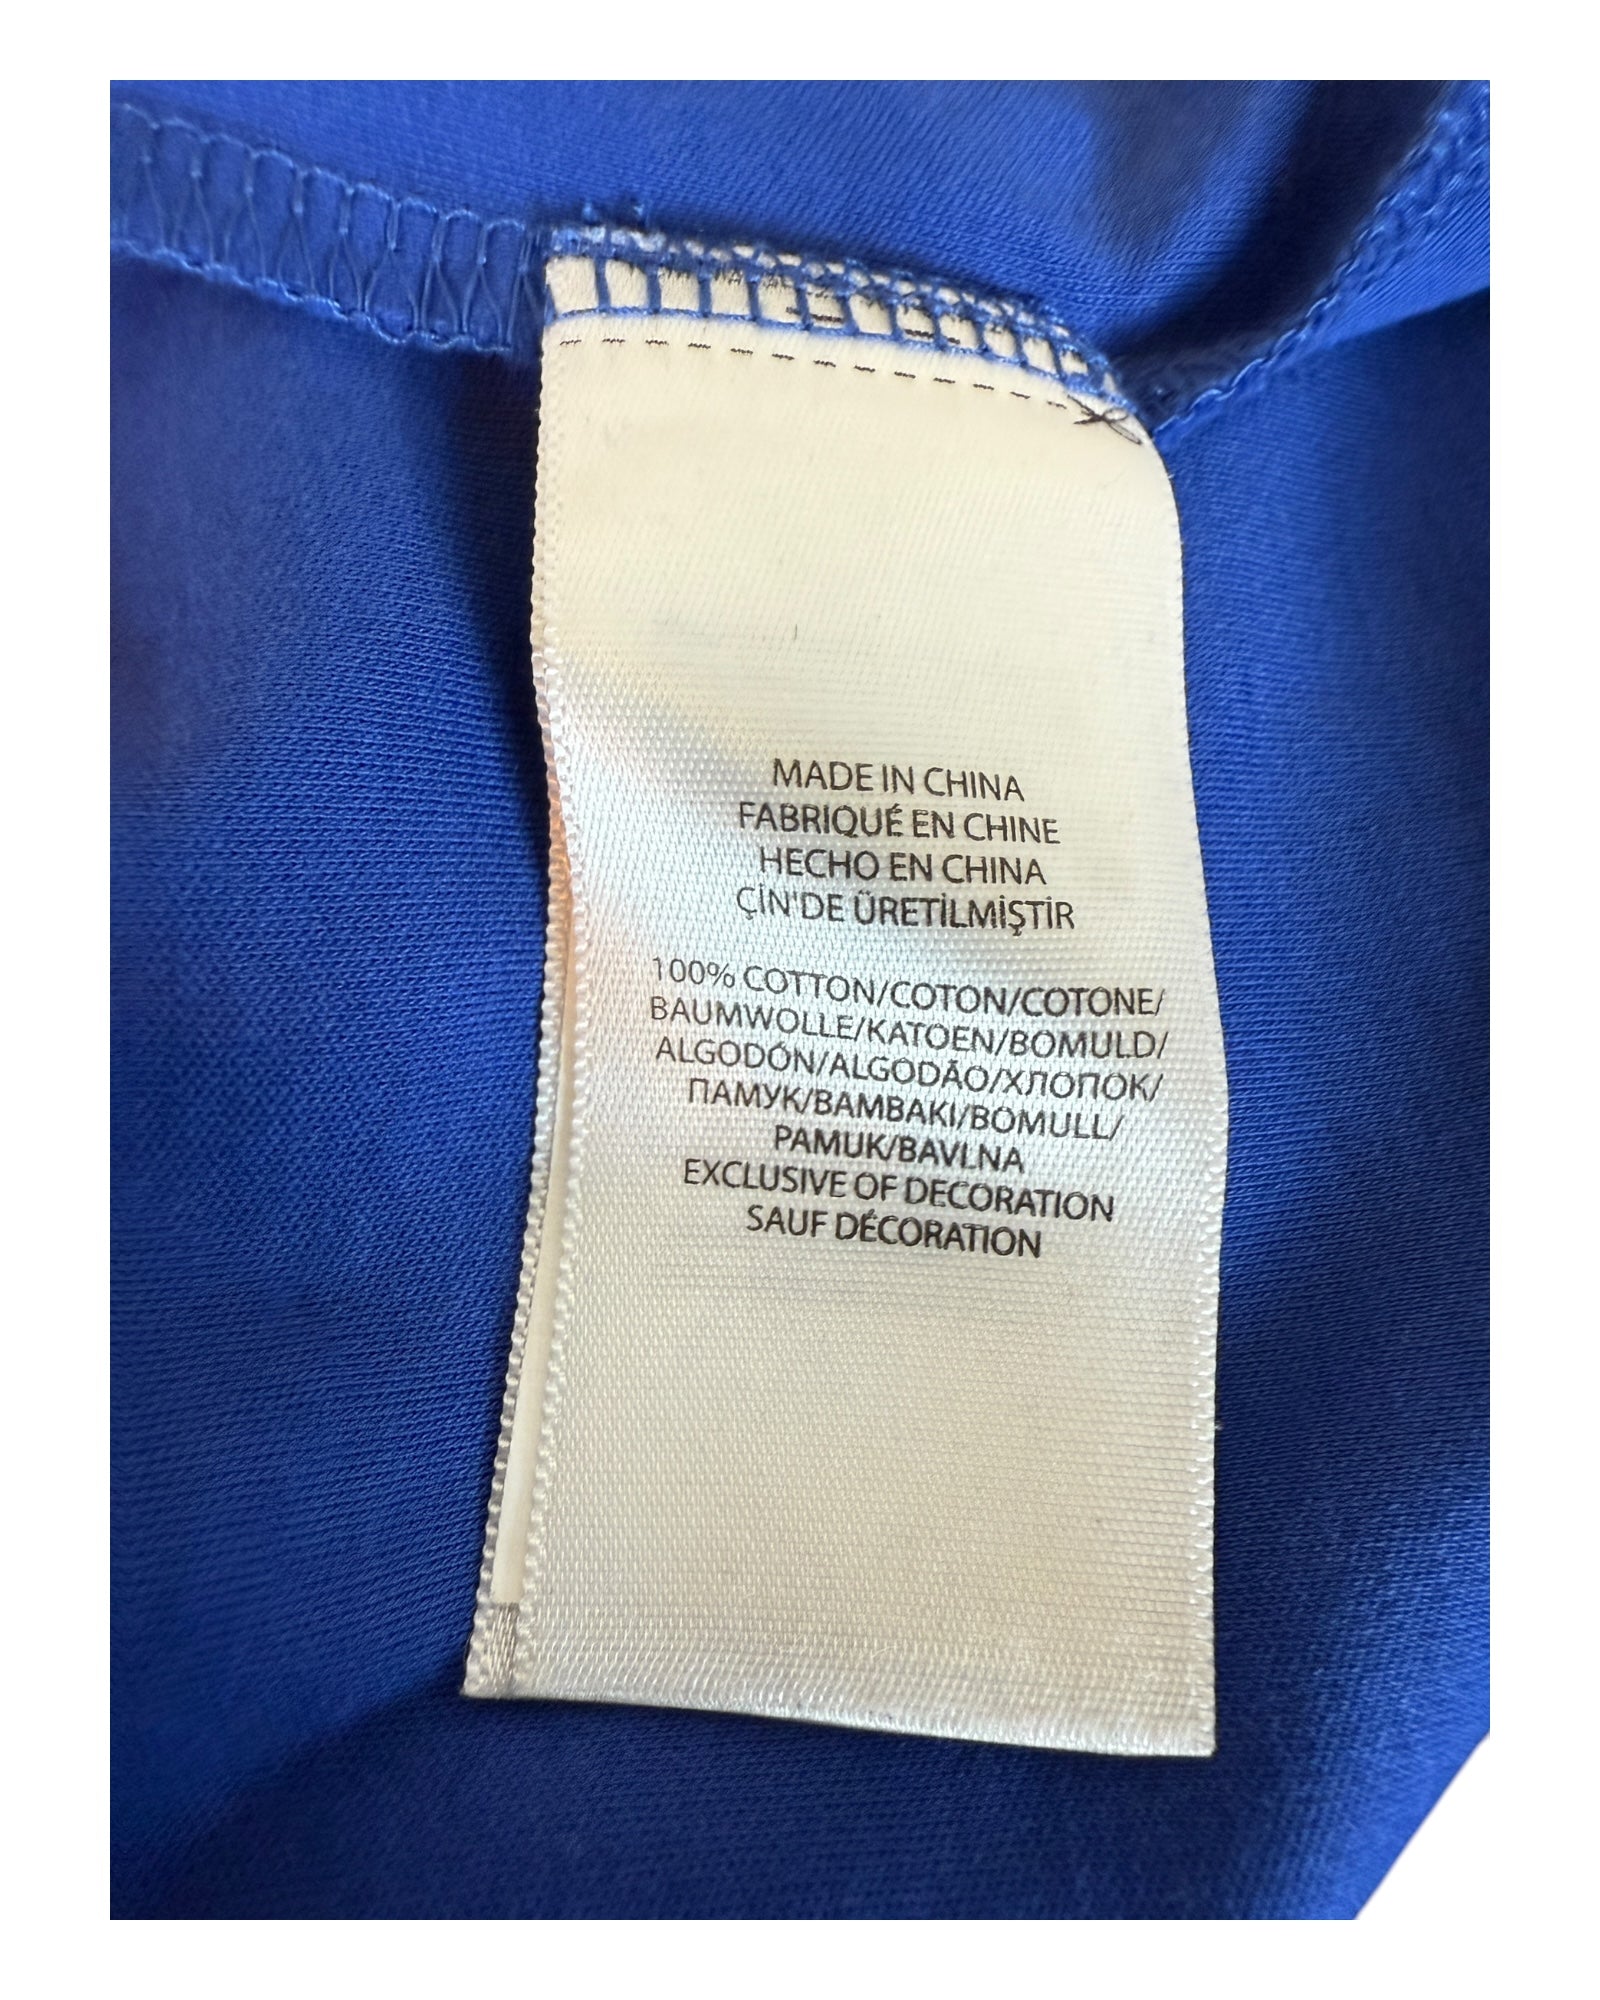 MADE IN CHINA
FABRIQUÉ EN CHINE
HECHO EN CHINA
ÇİN'DE ÜRETİLMİŞTİR
100% COTTON/COTON/COTONE/
BAUMWOLLE/KATOEN/BOMULD/
ALGODÓN/ALGODÃO/ХЛОПОК/
ПАМУК/BAMBAKI/BOMULL/
PAMUK/BAVLNA
EXCLUSIVE OF DECORATION
SAUF DÉCORATION